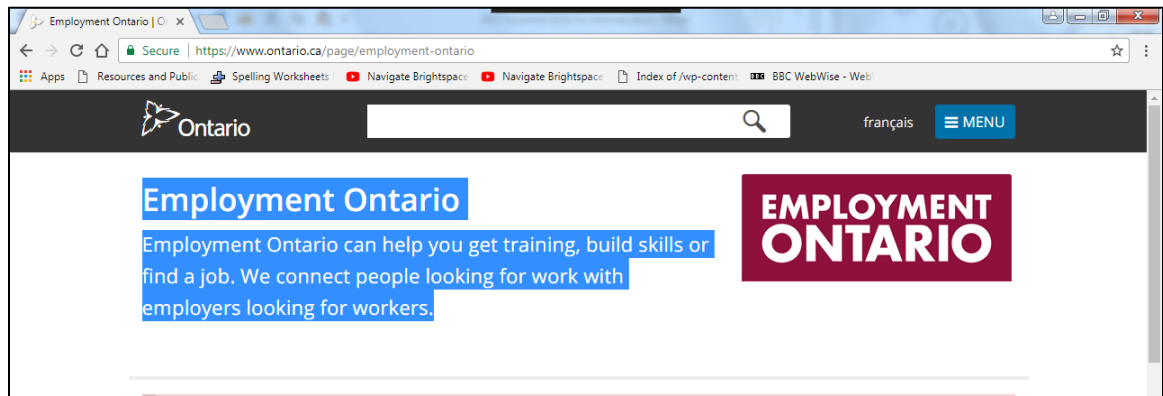 Employment Ontario | O
Secure | https://www.ontario.ca/page/employment-ontario
Apps Resources and Public Spelling Worksheets Navigate Brightspace Navigate Brightspace Index of /wp-content BBC WebWise - Web
Ontario
français MENU
Employment Ontario
Employment Ontario can help you get training, build skills or
find a job. We connect people looking for work with
employers looking for workers.
EMPLOYMENT
ONTARIO